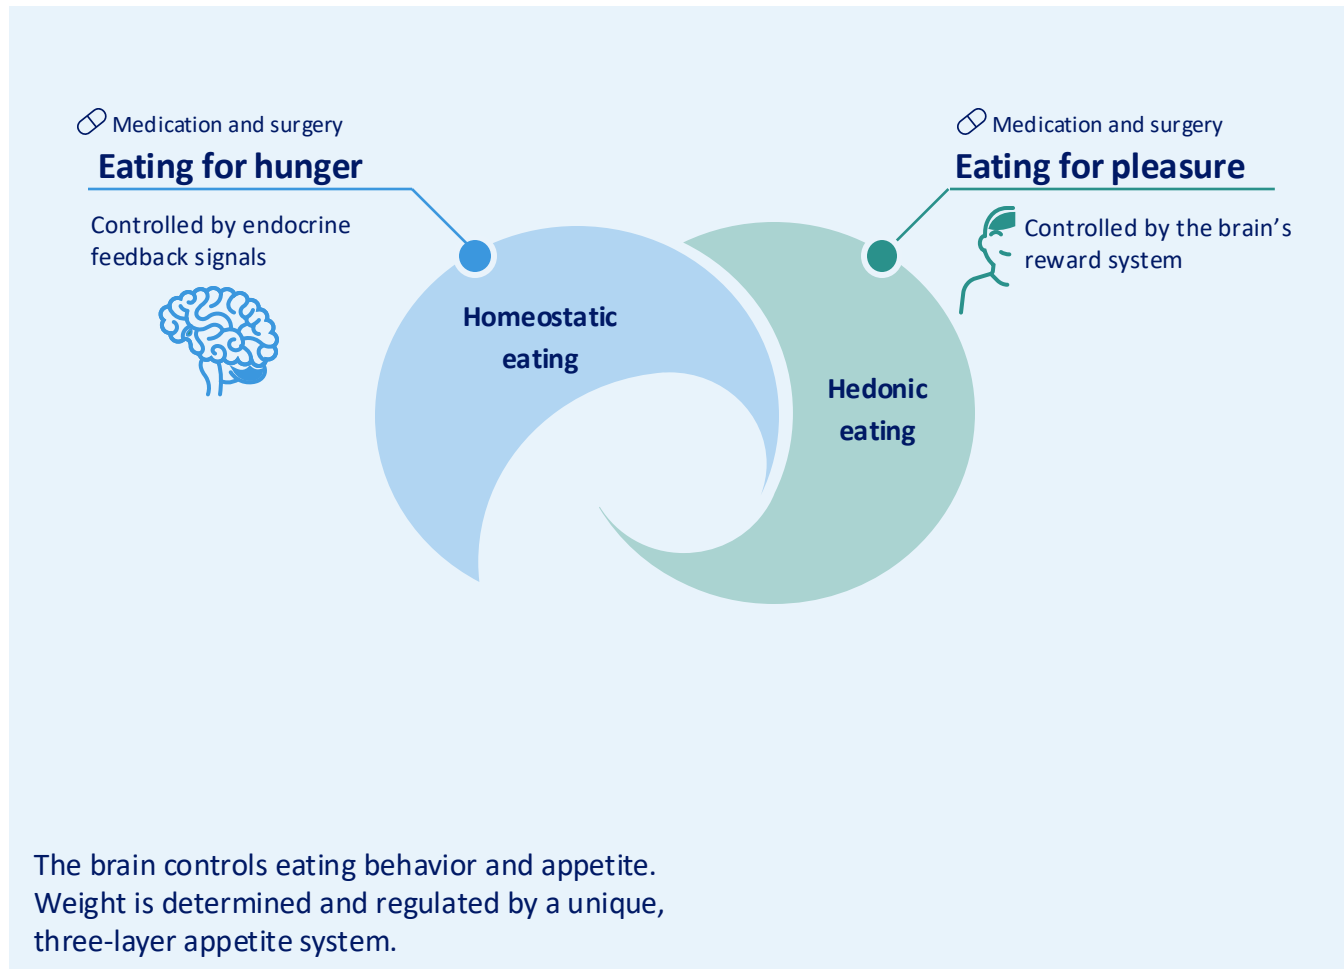 Medication and surgery
Eating for hunger
Controlled by endocrine
feedback signals
Medication and surgery
Eating for pleasure
Controlled by the brain’s
reward system
Homeostatic
eating
Hedonic
eating
The brain controls eating behavior and appetite.
Weight is determined and regulated by a unique,
three-layer appetite system.